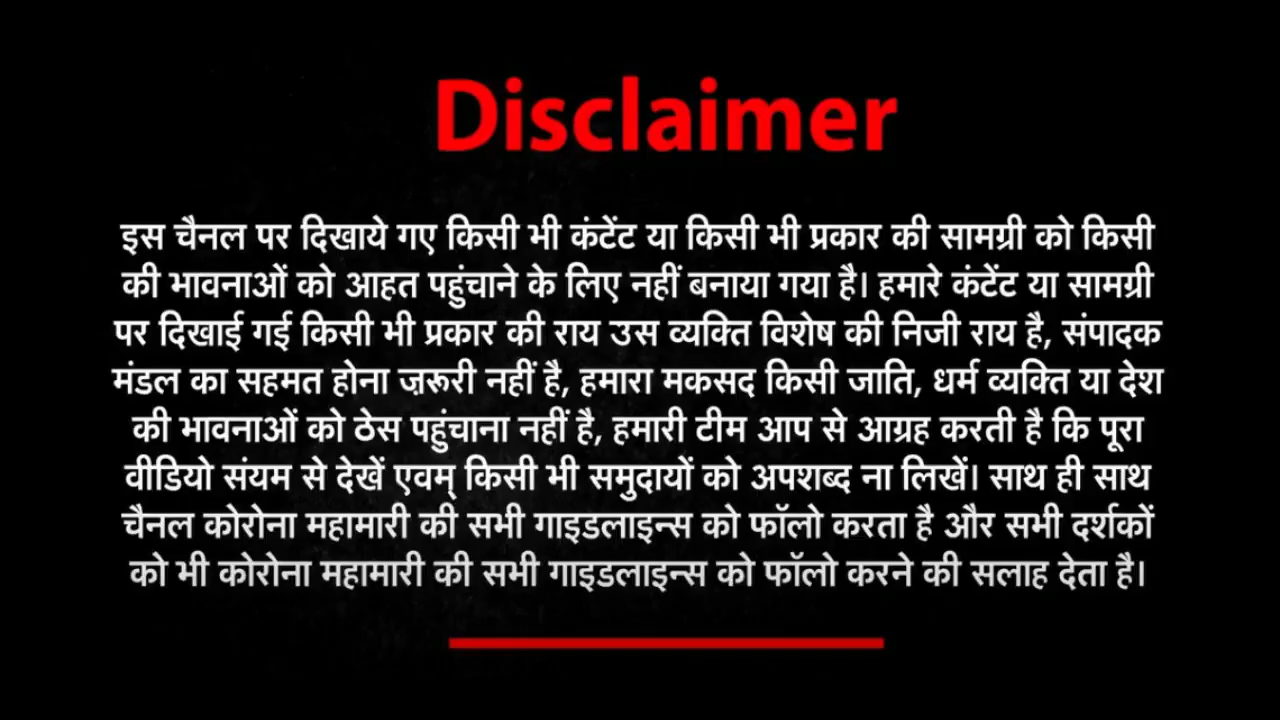 Disclaimer
इस चैनल पर दिखाये गए किसी भी कंटेंट या किसी भी प्रकार की सामग्री को किसी
की भावनाओं को आहत पहुंचाने के लिए नहीं बनाया गया है। हमारे कंटेंट या सामग्री
पर दिखाई गई किसी भी प्रकार की राय उस व्यक्ति विशेष की निजी राय है, संपादक
मंडल का सहमत होना ज़रूरी नहीं है, हमारा मकसद किसी जाति, धर्म व्यक्ति या देश
की भावनाओं को ठेस पहुंचाना नहीं है, हमारी टीम आप से आग्रह करती है कि पूरा
वीडियो संयम से देखें एवम् किसी भी समुदायों को अपशब्द ना लिखें। साथ ही साथ
चैनल कोरोना महामारी की सभी गाइडलाइन्स को फॉलो करता है और सभी दर्शकों
को भी कोरोना महामारी की सभी गाइडलाइन्स को फॉलो करने की सलाह देता है।